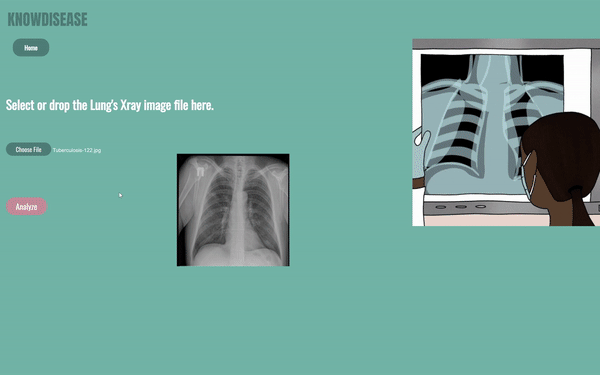 KNOWDISEASE
Home
Select or drop the Lung's Xray image file here.
Choose File Tuberculosis-122.jpg
Analyze